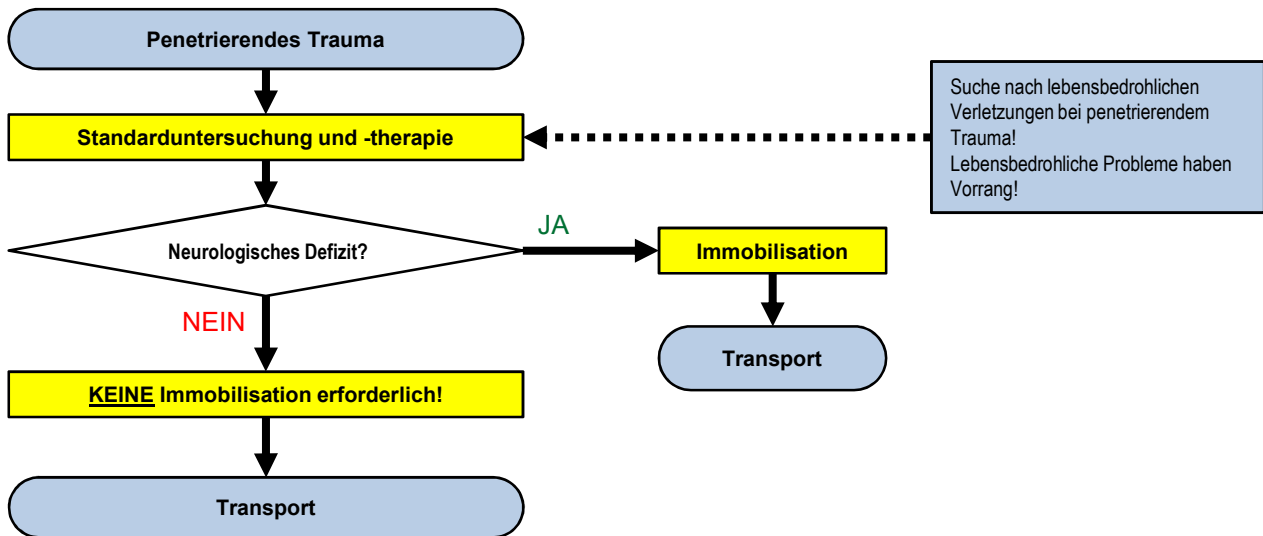 Penetrierendes Trauma
Suche nach lebensbedrohlichen
Verletzungen bei penetrierendem
Trauma!
Lebensbedrohliche Probleme haben
Vorrang!
Standarduntersuchung und -therapie
Neurologisches Defizit?
JA
Immobilisation
NEIN
Transport
KEINE Immobilisation erforderlich!
Transport